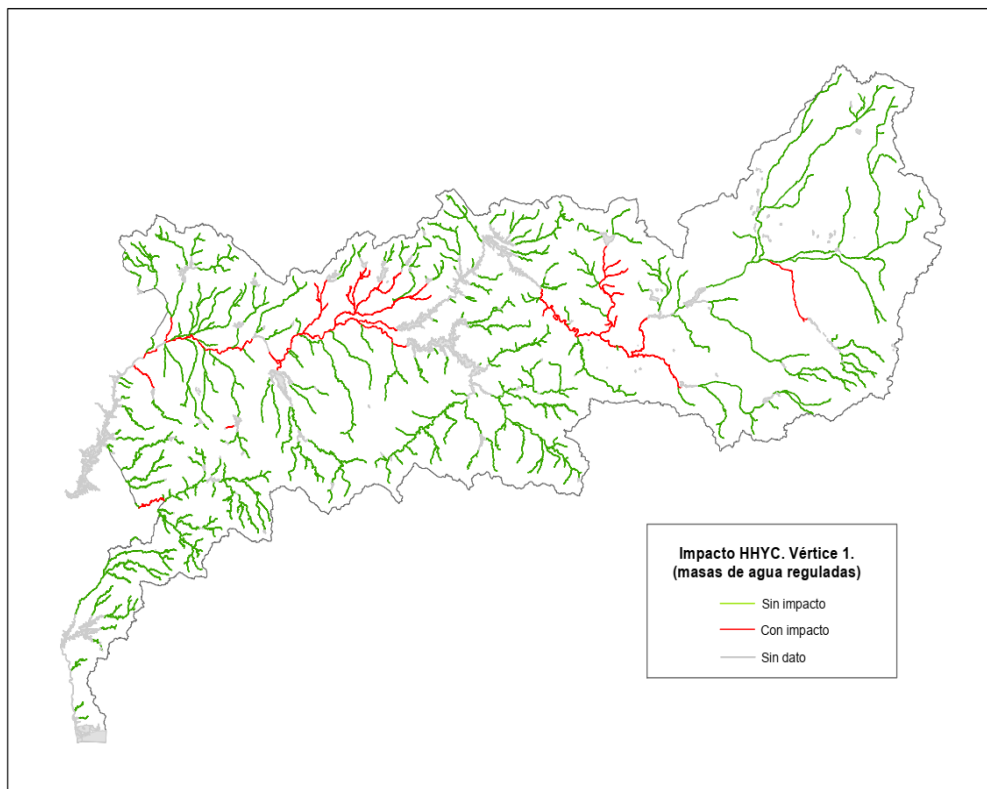 Impacto HHYC. Vértice 1.
(masas de agua reguladas)
Sin impacto
Con impacto
Sin dato